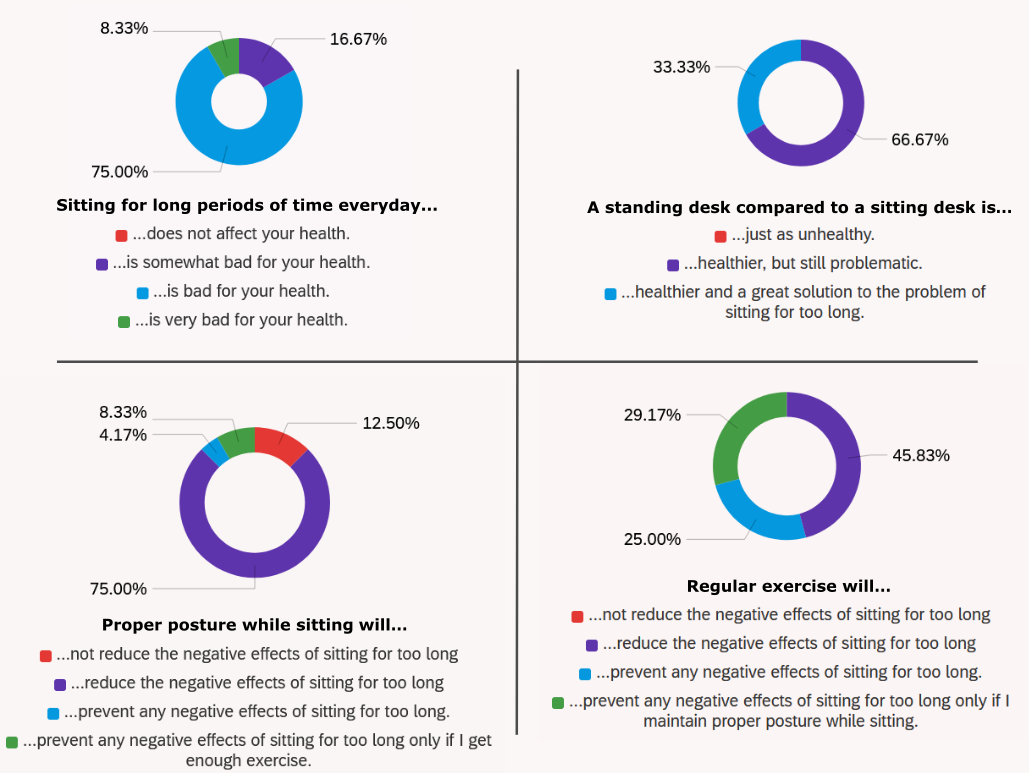 8.33%
16.67%
75.00%
Sitting for long periods of time everyday...
...does not affect your health.
...is somewhat bad for your health.
...is bad for your health.
...is very bad for your health.
33.33%
66.67%
A standing desk compared to a sitting desk is...
...just as unhealthy.
...healthier, but still problematic.
...healthier and a great solution to the problem of
sitting for too long.
8.33%
12.50%
4.17%
75.00%
Proper posture while sitting will...
...not reduce the negative effects of sitting for too long
...reduce the negative effects of sitting for too long
...prevent any negative effects of sitting for too long.
...prevent any negative effects of sitting for too long only if I get
enough exercise.
29.17%
45.83%
25.00%
Regular exercise will...
...not reduce the negative effects of sitting for too long
...reduce the negative effects of sitting for too long
...prevent any negative effects of sitting for too long.
...prevent any negative effects of sitting for too long only if I
maintain proper posture while sitting.